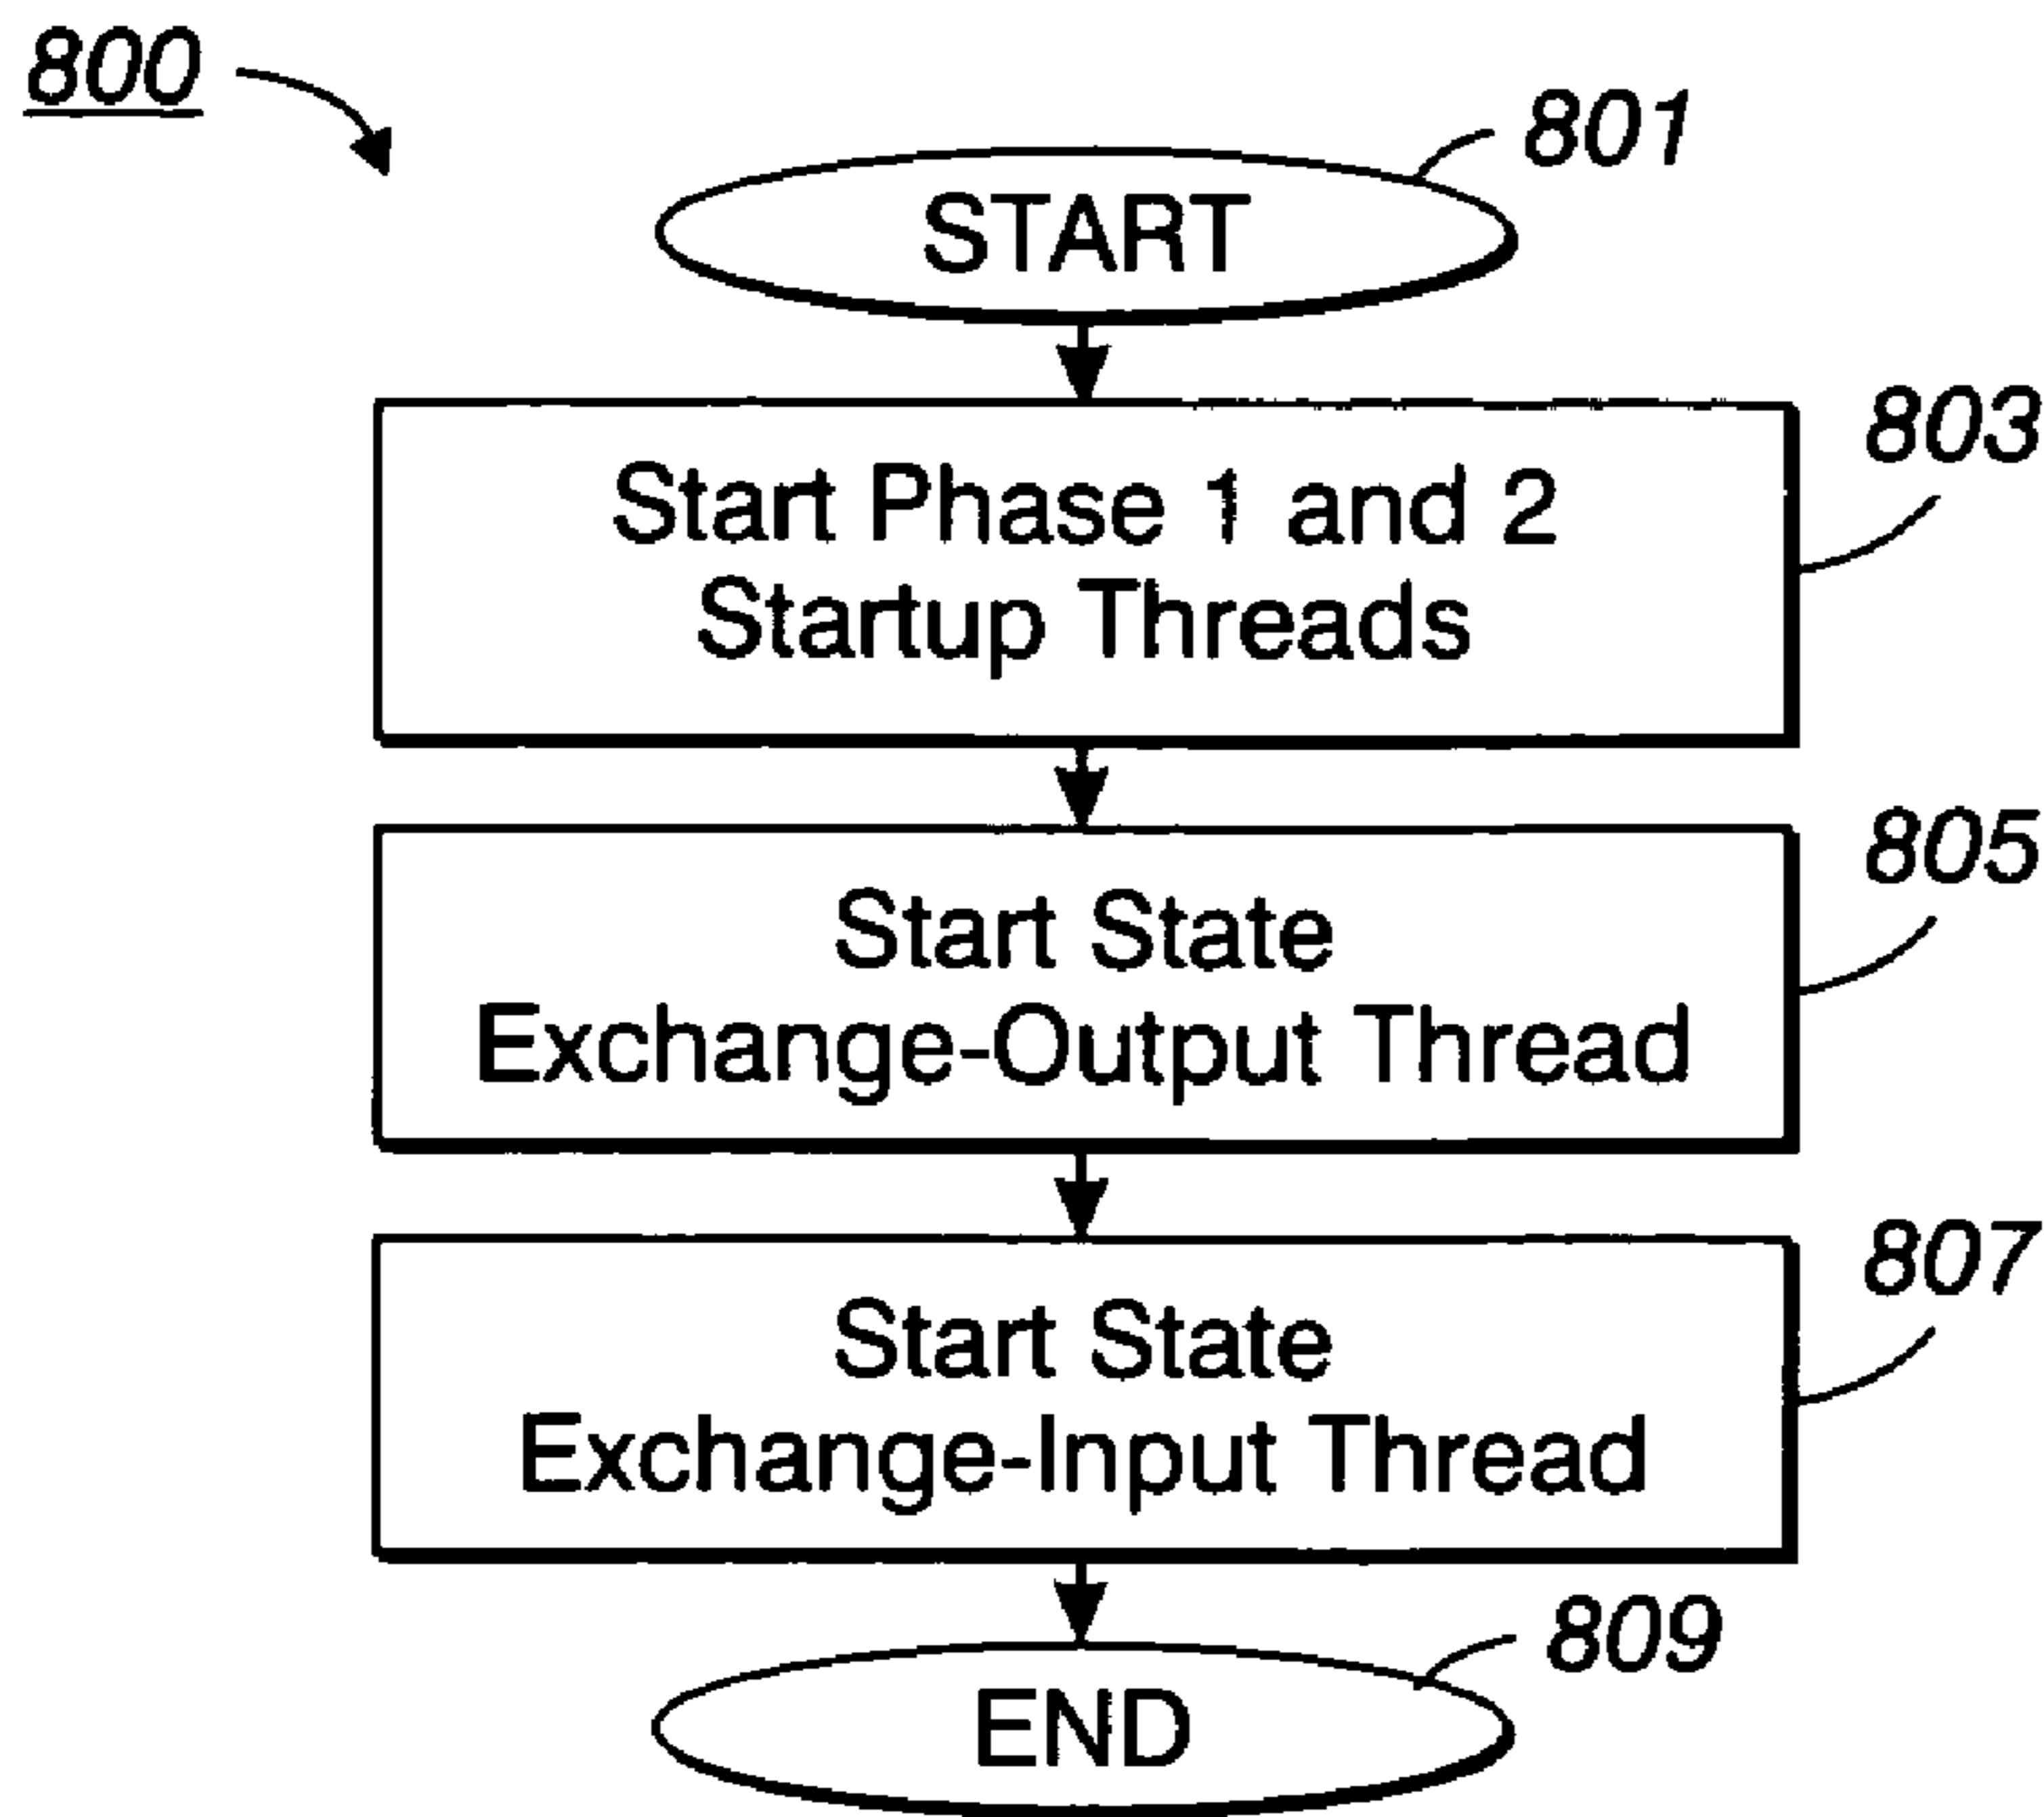 800
801
START
803
Start Phase 1 and 2
Startup Threads
805
Start State
Exchange-Output Thread
807
Start State
Exchange-Input Thread
809
END